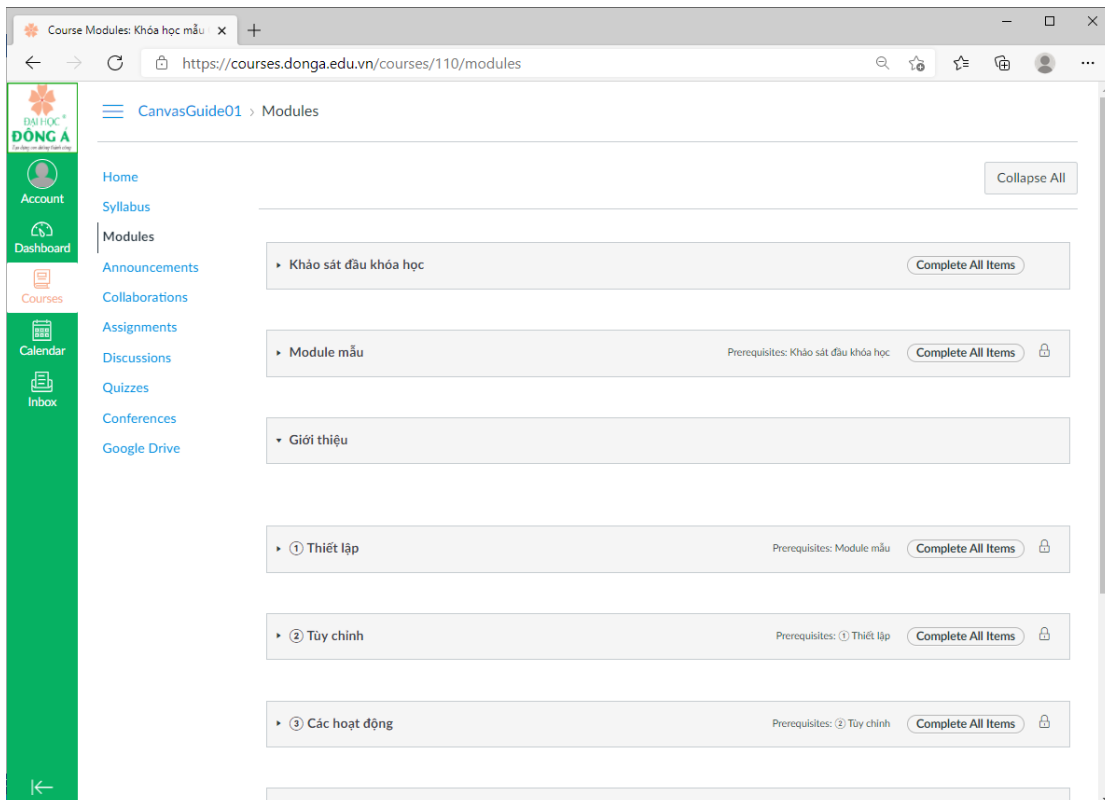 Course Modules: Khóa học mẫu
https://courses.donga.edu.vn/courses/110/modules
ĐẠI HỌC
ĐÔNG Á
CanvasGuide01 › Modules
Account
Dashboard
Courses
Calendar
Inbox
Home
Syllabus
Modules
Announcements
Collaborations
Assignments
Discussions
Quizzes
Conferences
Google Drive
Collapse All
Khảo sát đầu khóa học Complete All Items
Module mẫu Prerequisites: Khảo sát đầu khóa học Complete All Items
Giới thiệu
① Thiết lập Prerequisites: Module mẫu Complete All Items
② Tùy chỉnh Prerequisites: ① Thiết lập Complete All Items
③ Các hoạt động Prerequisites: ② Tùy chỉnh Complete All Items